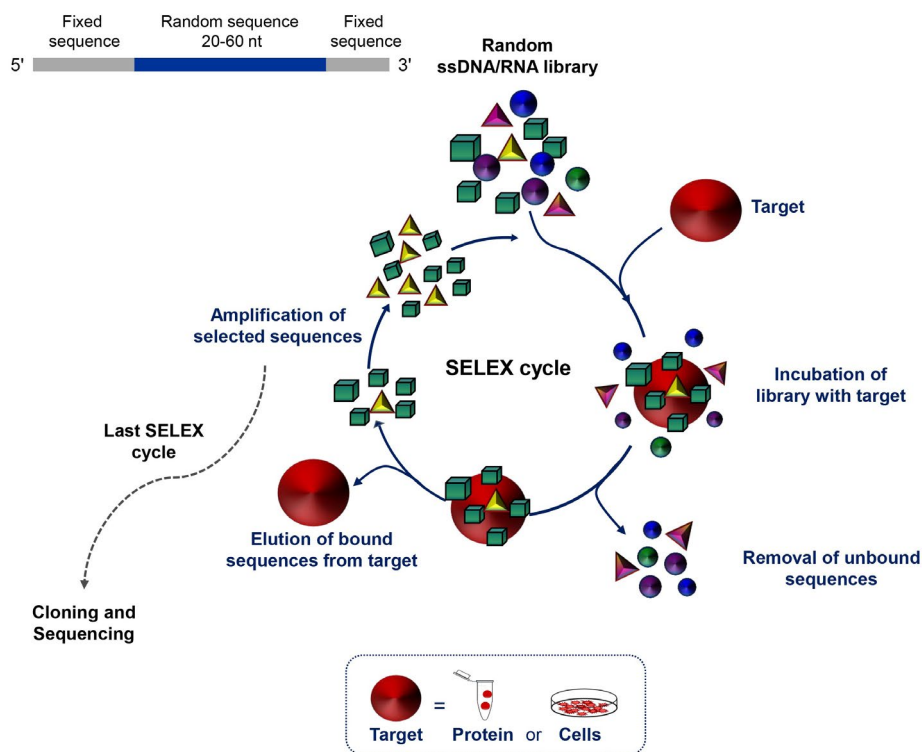 Fixed
sequence
Random sequence
20-60 nt
Fixed
sequence
5'
3'
Random
ssDNA/RNA library
Target
Amplification of
selected sequences
SELEX cycle
Incubation of
library with target
Last SELEX
cycle
Elution of bound
sequences from target
Removal of unbound
sequences
Cloning and
Sequencing
=
Target
Protein or Cells